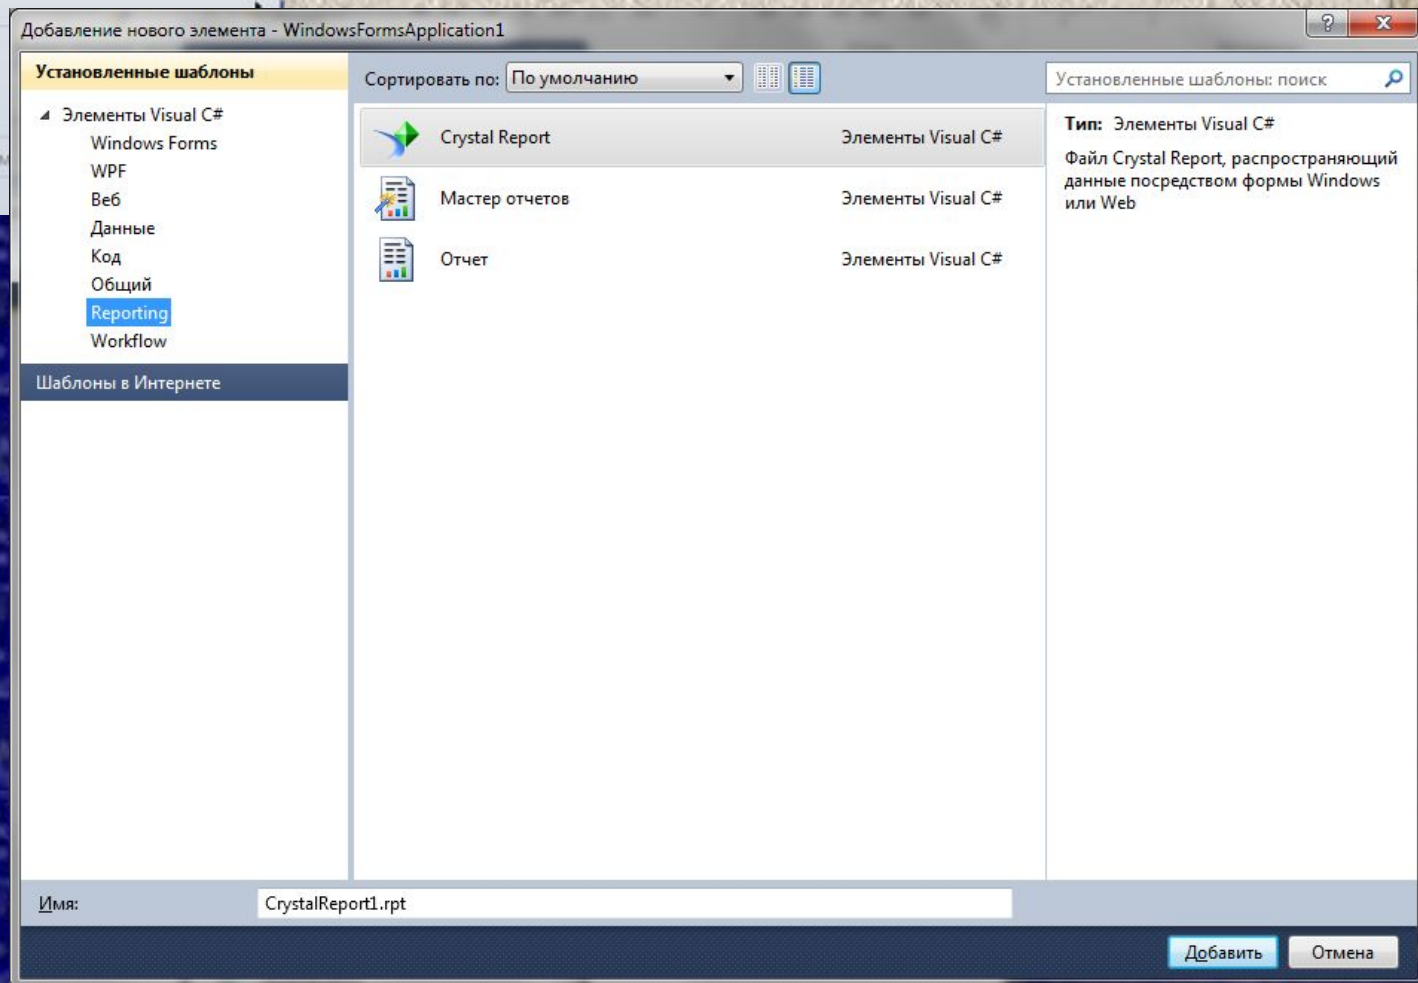 Добавление нового элемента - WindowsFormsApplication1
Установленные шаблоны
Элементы Visual C#
Windows Forms
WPF
Веб
Данные
Код
Общий
Reporting
Workflow
Шаблоны в Интернете
Сортировать по: По умолчанию
Crystal Report Элементы Visual C#
Мастер отчетов Элементы Visual C#
Отчет Элементы Visual C#
Установленные шаблоны: поиск
Тип: Элементы Visual C#
Файл Crystal Report, распространяющий
данные посредством формы Windows
или Web
Имя: CrystalReport1.rpt
Добавить Отмена